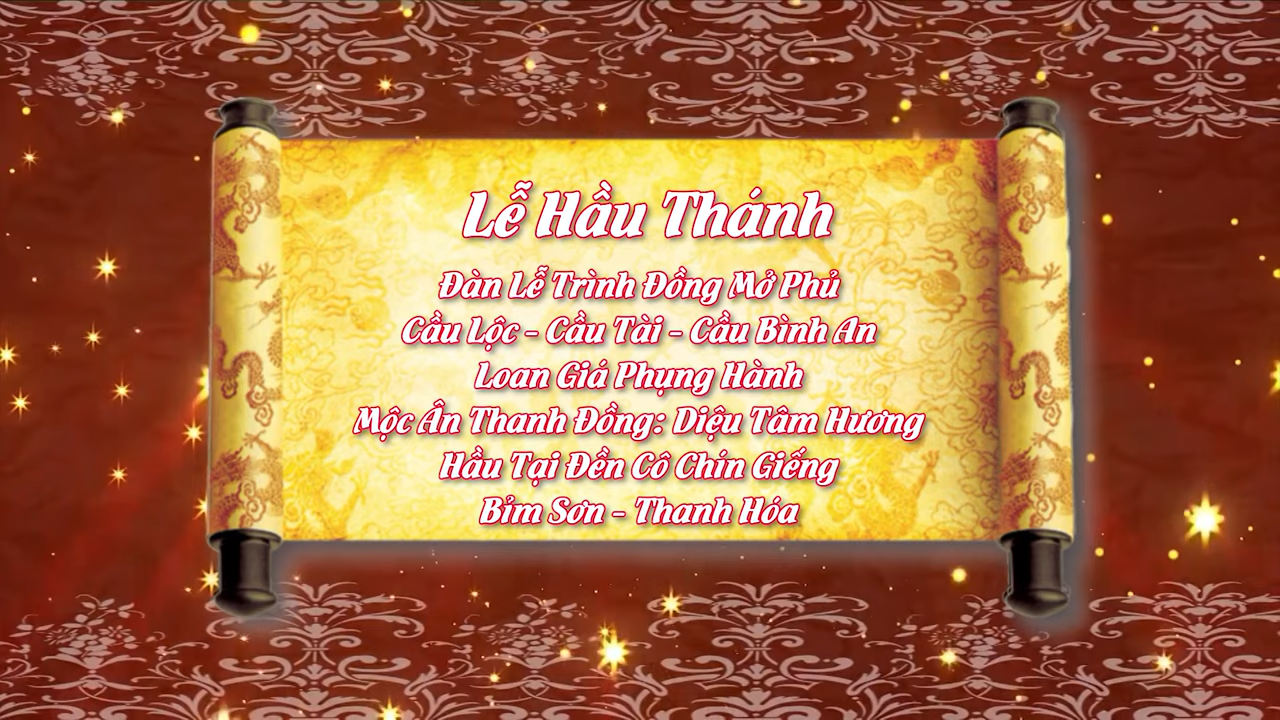 Lễ Hầu Thánh
Đàn Lễ Trình Đồng Mở Phủ
Cầu Lộc - Cầu Tài - Cầu Bình An
Loan Giá Phụng Hành
Mộc Ân Thanh Đồng: Diệu Tâm Hương
Hầu Tại Đền Cô Chín Giếng
Bỉm Sơn - Thanh Hóa